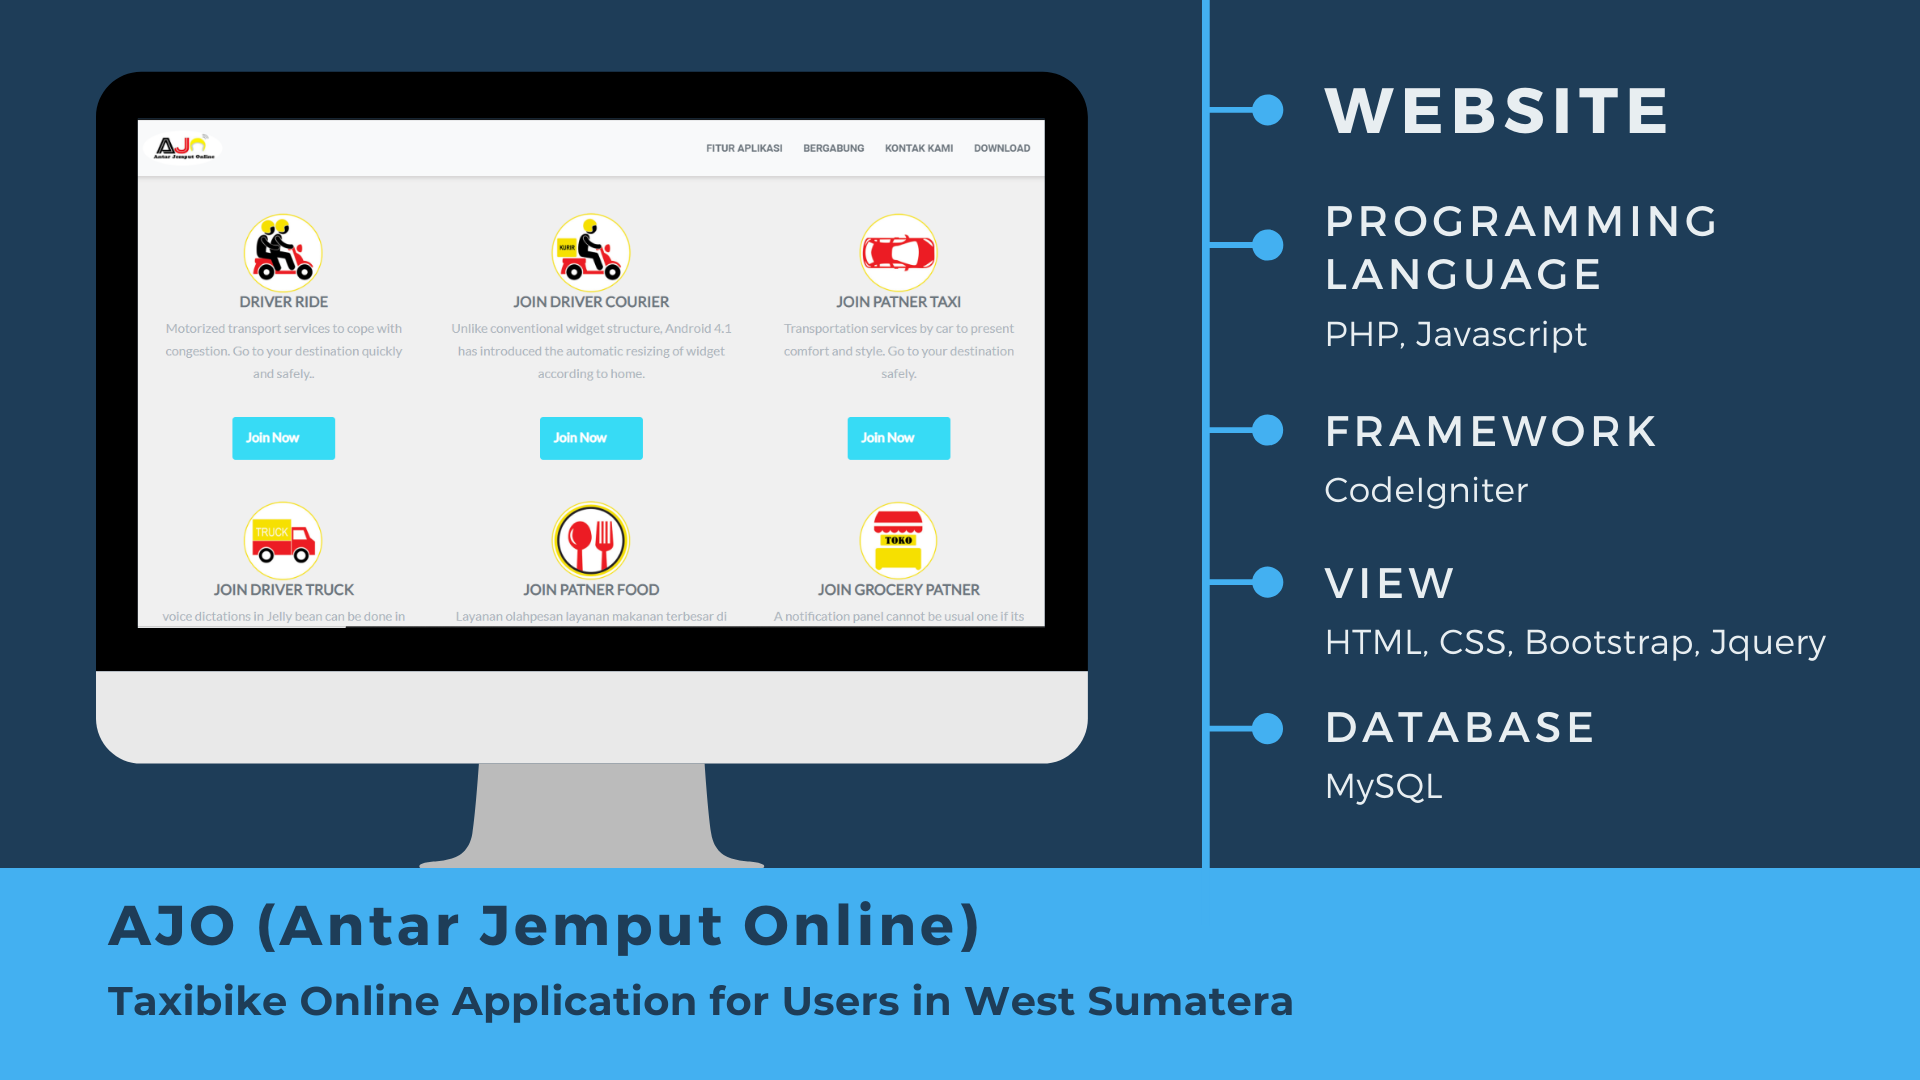 AJO
Antar Jemput Online
FITUR APLIKASI BERGABUNG KONTAK KAMI DOWNLOAD
DRIVER RIDE
Motorized transport services to cope with
congestion. Go to your destination quickly
and safely..
Join Now
KURIR
JOIN DRIVER COURIER
Unlike conventional widget structure, Android 4.1
has introduced the automatic resizing of widget
according to home.
Join Now
JOIN PATNER TAXI
Transportation services by car to present
comfort and style. Go to your destination
safely.
Join Now
TRUCK
JOIN DRIVER TRUCK
voice dictations in Jelly bean can be done in
JOIN PATNER FOOD
Layanan olahpesan layanan makanan terbesar di
TOKO
JOIN GROCERY PATNER
A notification panel cannot be usual one if its
WEBSITE
PROGRAMMING
LANGUAGE
PHP, Javascript
FRAMEWORK
CodeIgniter
VIEW
HTML, CSS, Bootstrap, Jquery
DATABASE
MySQL
AJO (Antar Jemput Online)
Taxibike Online Application for Users in West Sumatera